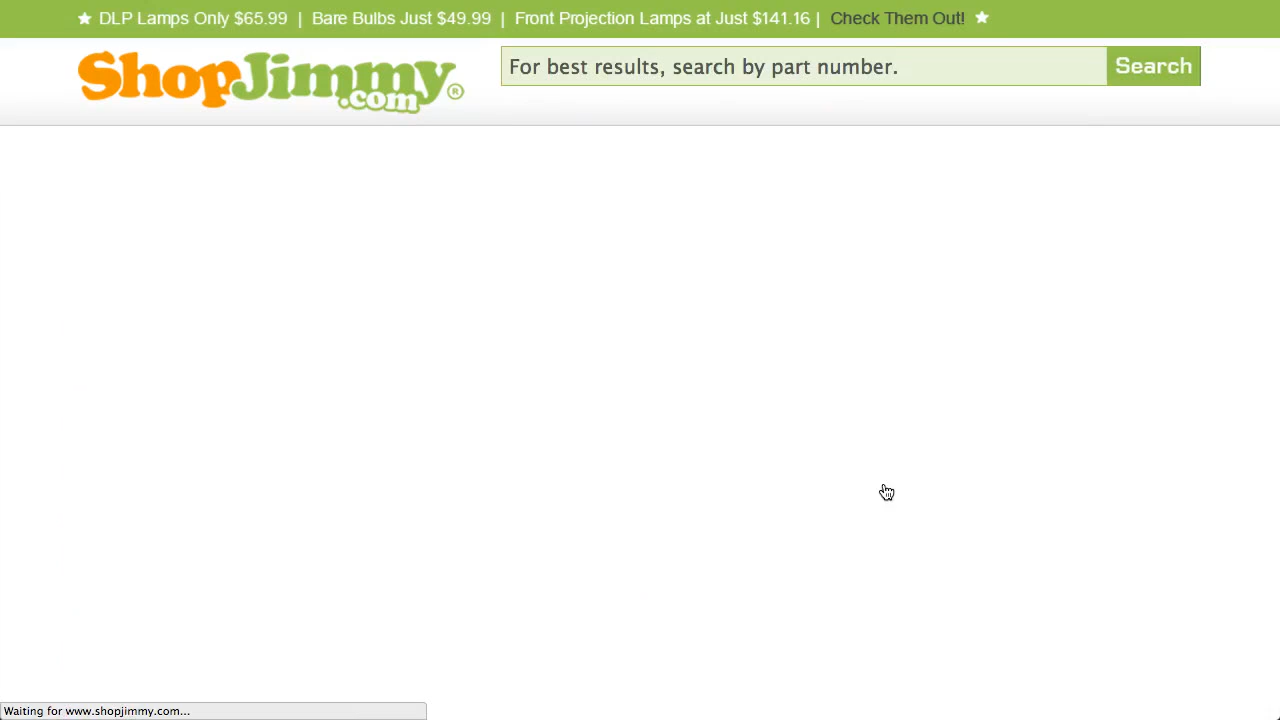 ★ DLP Lamps Only $65.99 | Bare Bulbs Just $49.99 | Front Projection Lamps at Just $141.16 | Check Them Out! ★
ShopJimmy.com®
For best results, search by part number.
Search
Waiting for www.shopjimmy.com...